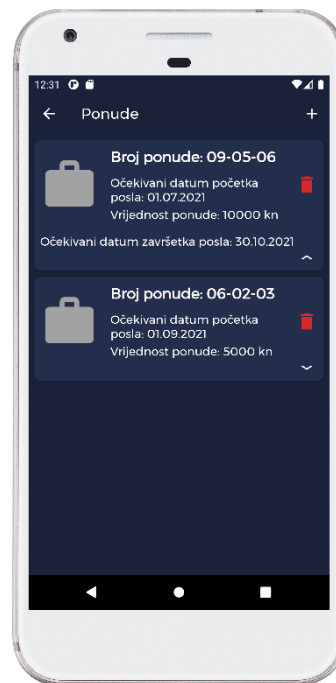 12:31
Ponude
Broj ponude: 09-05-06
Očekivani datum početka
posla: 01.07.2021
Vrijednost ponude: 10000 kn
Očekivani datum završetka posla: 30.10.2021
Broj ponude: 06-02-03
Očekivani datum početka
posla: 01.09.2021
Vrijednost ponude: 5000 kn